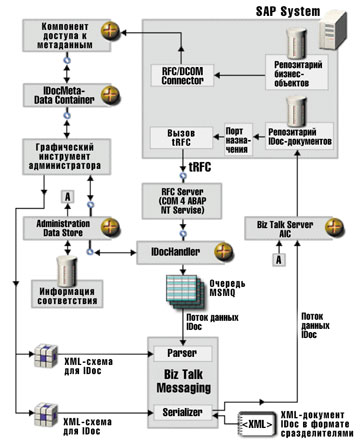 SAP System
Компонент
доступа к
метаданным
Репозитарий
бизнес-
объектов
RFC/DCOM
Connector
IDocMeta-
Data Container
Вызов
tRFC
Порт
назна-
чения
Репозитарий
IDoc-документов
Графический
инструмент
администратора
tRFC
RFC Server
(COM 4 ABAP
NT Servise)
A
Administration
Data Store
Biz Talk Server
AIC
IDocHandler
A
Информация
соответствия
Очередь
MSMQ
Поток данных
IDoc
Поток
данных
IDoc
XML-схема
для IDoc
Parser
Biz Talk
Messaging
XML-схема
для IDoc
Serializer
<XML>
XML-документ
IDoc в формате
сразделителями